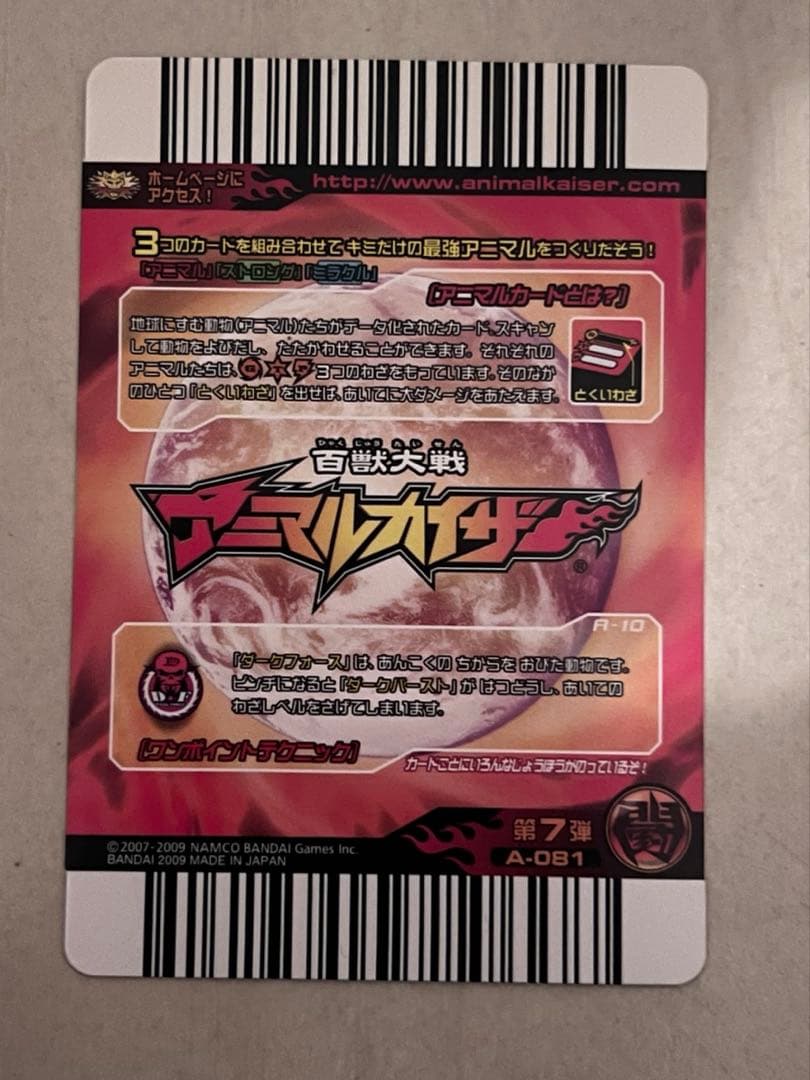 ホームページに
アクセス！
http://www.animalkaiser.com
3つのカードを組み合わせて キミだけの最強アニマルをつくりだそう！
「アニマル」「ストロング」「ミラクル」
［アニマルカードとは？］
地球にすむ動物(アニマル)たちがデータ化されたカード。スキャン
して動物をよびだし、たたかわせることができます。それぞれの
アニマルたちは、3つのわざをもっています。そのなか
のひとつ「とくいわざ」を出せば、あいてに大ダメージをあたえます。
とくいわざ
ひゃくじゅうたいせん
百獣大戦
アニマルカイザー
®
A-10
「ダークフォース」は、あんこくの ちからを おびた動物です。
ピンチになると「ダークバースト」が はつどうし、あいての
わざレベルをさげてしまいます。
［ワンポイントテクニック］
カードごとにいろんなじょうほうがのっているぞ！
第7弾
A-081
©2007-2009 NAMCO BANDAI Games Inc.
BANDAI 2009 MADE IN JAPAN